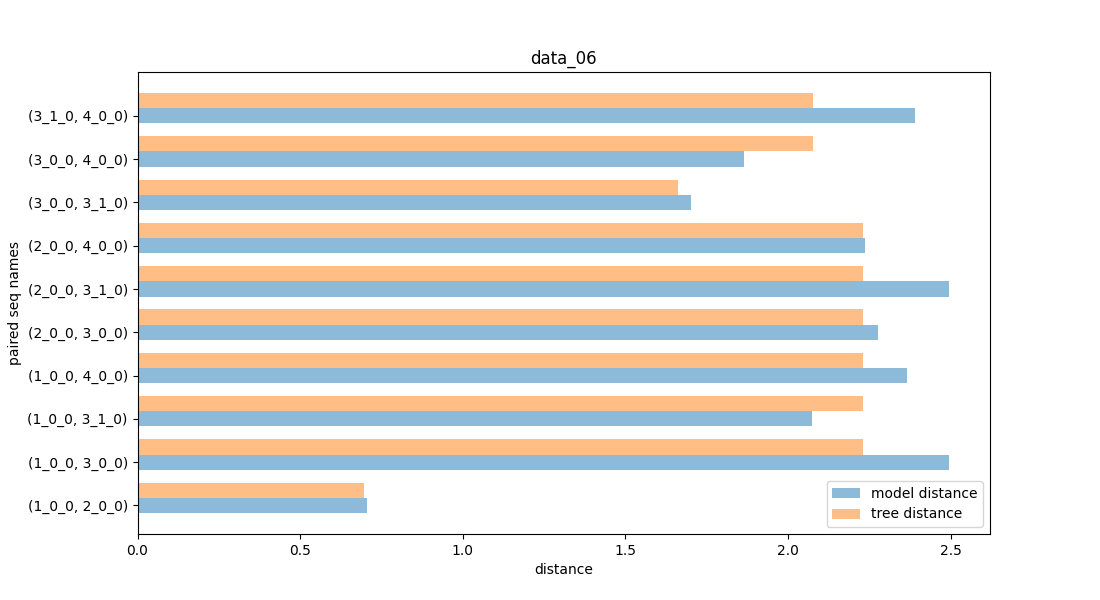 data_06
(3_1_0, 4_0_0)
(3_0_0, 4_0_0)
(3_0_0, 3_1_0)
(2_0_0, 4_0_0)
(2_0_0, 3_1_0)
(2_0_0, 3_0_0)
(1_0_0, 4_0_0)
(1_0_0, 3_1_0)
(1_0_0, 3_0_0)
(1_0_0, 2_0_0)
paired seq names
model distance
tree distance
0.0 0.5 1.0 1.5 2.0 2.5
distance